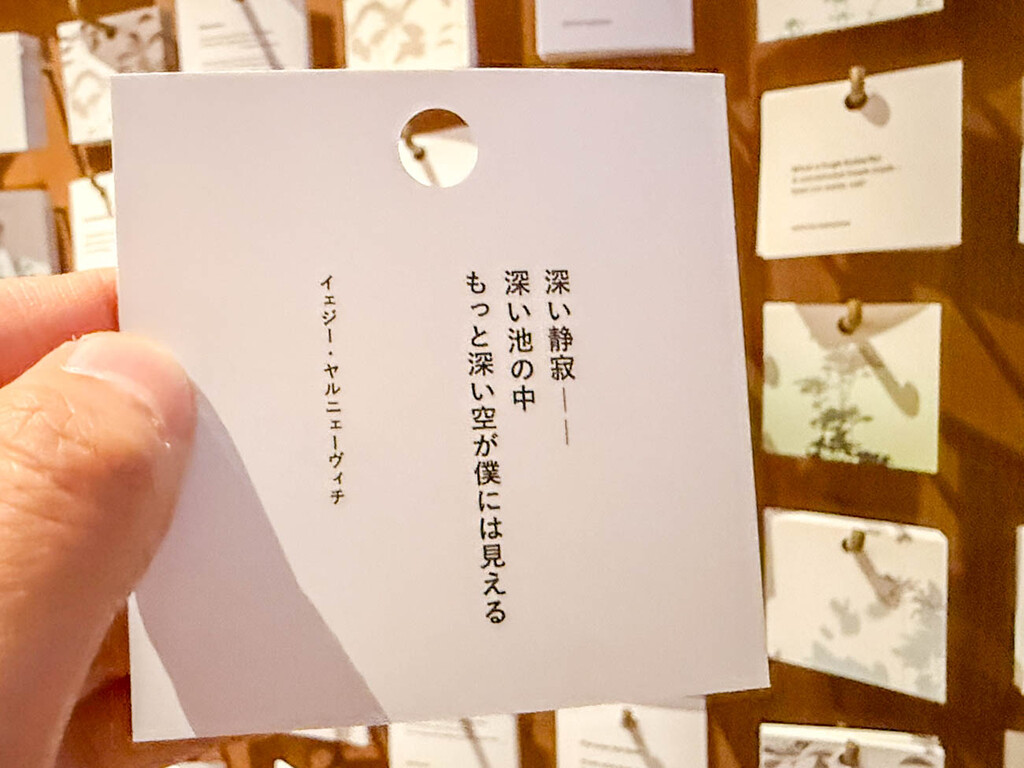 深い静寂――
深い池の中
もっと深い空が僕には見える
イェジー・ヤルニェーヴィチ